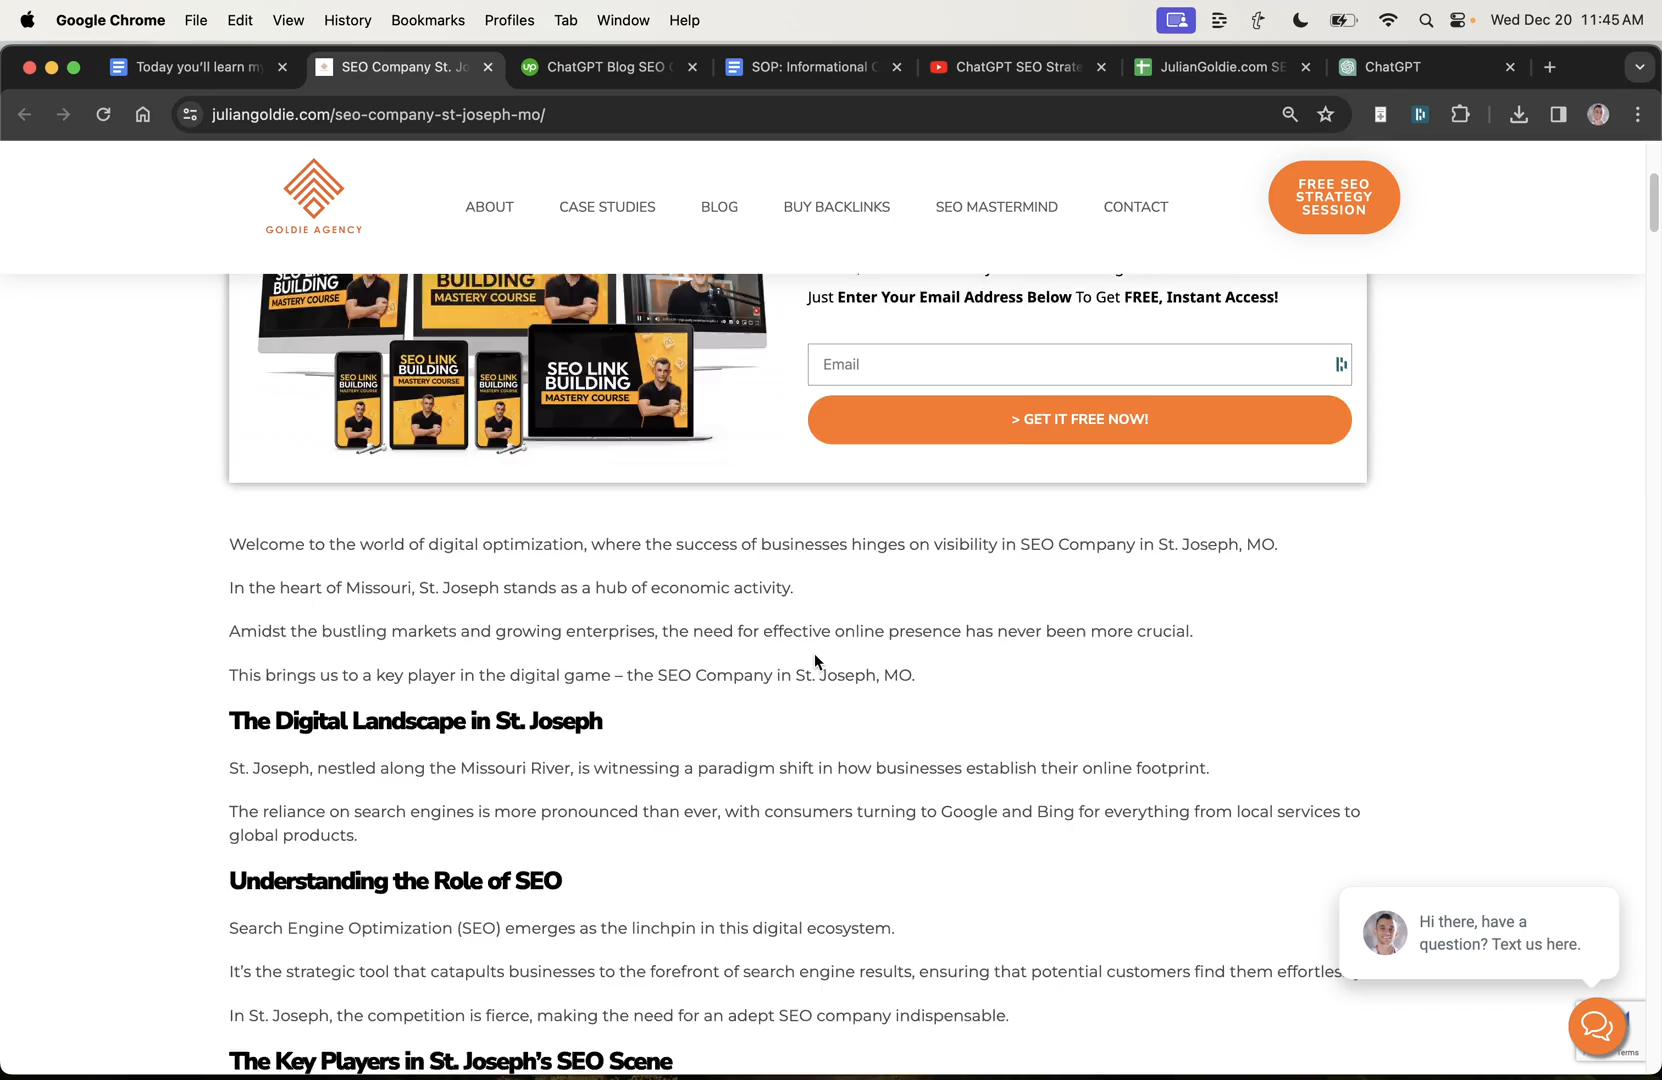 Google Chrome File Edit View History Bookmarks Profiles Tab Window Help Wed Dec 20 11:45 AM
Today you'll learn my SEO Company St. Jo ChatGPT Blog SEO SOP: Informational ChatGPT SEO Strate JulianGoldie.com SE ChatGPT
juliangoldie.com/seo-company-st-joseph-mo/
GOLDIE AGENCY
ABOUT CASE STUDIES BLOG BUY BACKLINKS SEO MASTERMIND CONTACT
FREE SEO
STRATEGY
SESSION
BUILDING
MASTERY COURSE
BUILDING
MASTERY COURSE
Just Enter Your Email Address Below To Get FREE, Instant Access!
SEO LINK
BUILDING
MASTERY COURSE
SEO LINK
BUILDING
MASTERY COURSE
SEO LINK
BUILDING
MASTERY COURSE
SEO LINK
BUILDING
MASTERY COURSE
Email
> GET IT FREE NOW!
Welcome to the world of digital optimization, where the success of businesses hinges on visibility in SEO Company in St. Joseph, MO.
In the heart of Missouri, St. Joseph stands as a hub of economic activity.
Amidst the bustling markets and growing enterprises, the need for effective online presence has never been more crucial.
This brings us to a key player in the digital game – the SEO Company in St. Joseph, MO.
The Digital Landscape in St. Joseph
St. Joseph, nestled along the Missouri River, is witnessing a paradigm shift in how businesses establish their online footprint.
The reliance on search engines is more pronounced than ever, with consumers turning to Google and Bing for everything from local services to
global products.
Understanding the Role of SEO
Search Engine Optimization (SEO) emerges as the linchpin in this digital ecosystem.
It's the strategic tool that catapults businesses to the forefront of search engine results, ensuring that potential customers find them effortles
In St. Joseph, the competition is fierce, making the need for an adept SEO company indispensable.
The Key Players in St. Joseph's SEO Scene
Hi there, have a
question? Text us here.
Terms